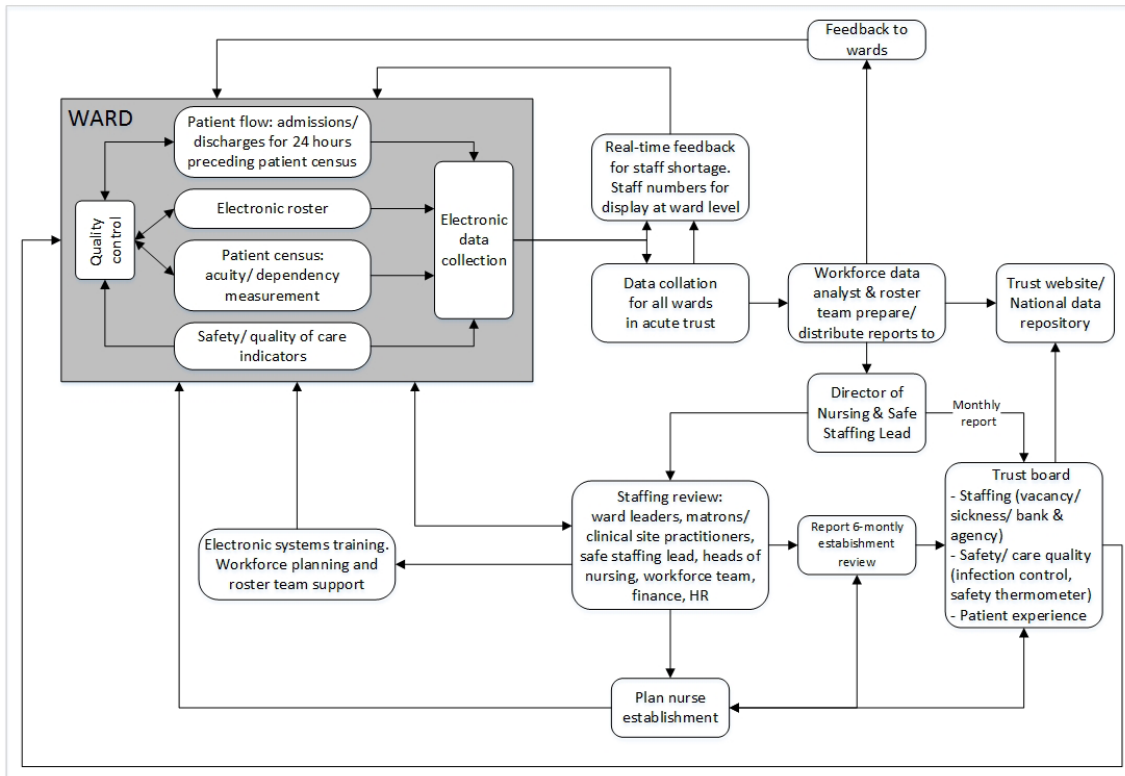 Feedback to
wards
WARD
Patient flow: admissions/
discharges for 24 hours
preceding patient census
Real-time feedback
for staff shortage.
Staff numbers for
display at ward level
Quality
control
Electronic roster
Electronic
data
collection
Patient census:
acuity/ dependency
measurement
Data collation
for all wards
in acute trust
Workforce data
analyst & roster
team prepare/
distribute reports to
Trust website/
National data
repository
Safety/ quality of care
indicators
Director of
Nursing & Safe
Staffing Lead
Monthly
report
Staffing review:
ward leaders, matrons/
clinical site practitioners,
safe staffing lead, heads of
nursing, workforce team,
finance, HR
Trust board
- Staffing (vacancy/
sickness/ bank &
agency)
- Safety/ care quality
(infection control,
safety thermometer)
- Patient experience
Electronic systems training.
Workforce planning and
roster team support
Report 6-montly
estabishment
review
Plan nurse
establishment